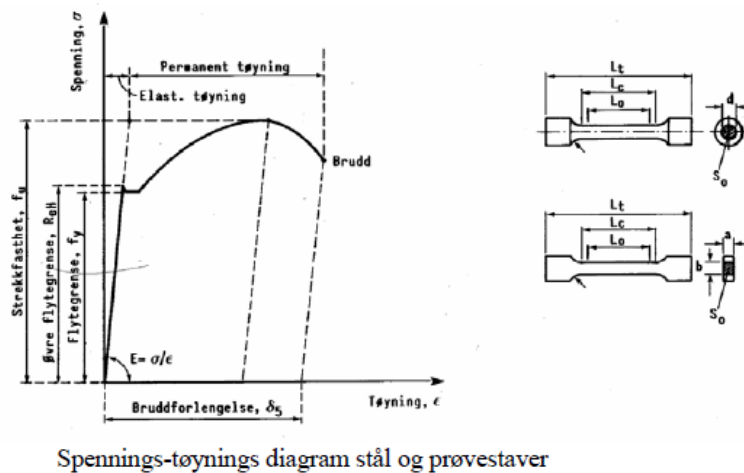 Spenning, σ
Permanent tøyning
Elast. tøyning
Brudd
Strekkfasthet, fu
Øvre flytegrense, ReH
Flytegrense, fy
E= σ/ϵ
Tøyning, ϵ
Bruddforlengelse, δ5
Lt
Lc
Lo
d
So
Lt
Lc
Lo
a
b
So
Spennings-tøynings diagram stål og prøvestaver